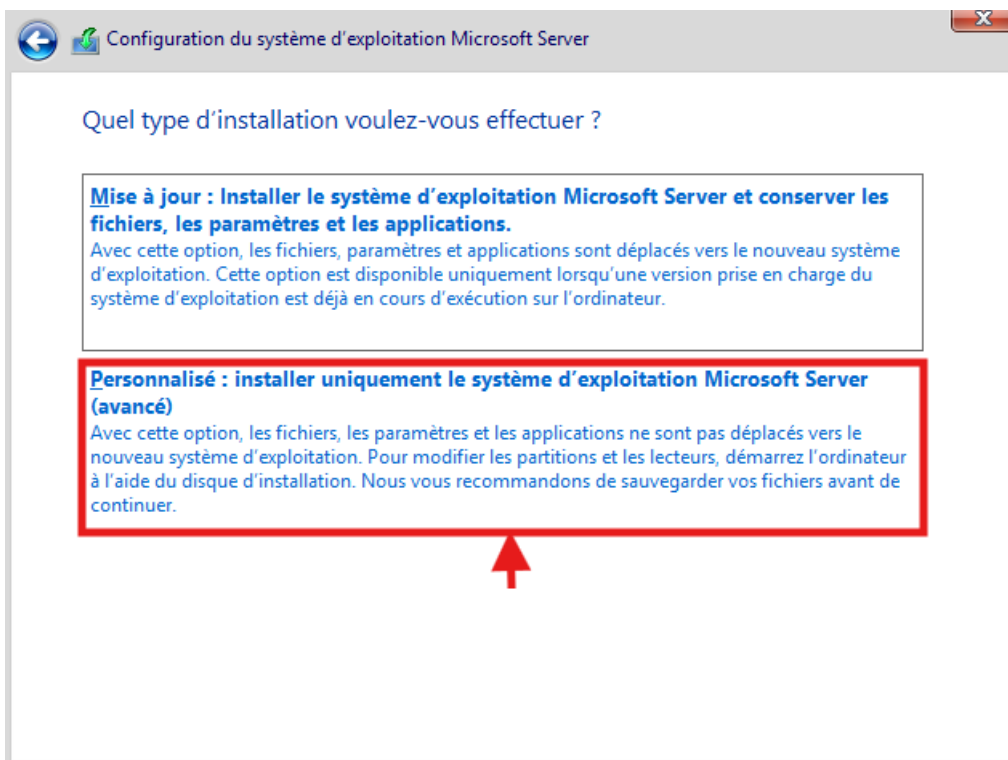 Configuration du système d’exploitation Microsoft Server
Quel type d’installation voulez-vous effectuer ?
Mise à jour : Installer le système d’exploitation Microsoft Server et conserver les
fichiers, les paramètres et les applications.
Avec cette option, les fichiers, paramètres et applications sont déplacés vers le nouveau système
d’exploitation. Cette option est disponible uniquement lorsqu’une version prise en charge du
système d’exploitation est déjà en cours d’exécution sur l’ordinateur.
Personnalisé : installer uniquement le système d’exploitation Microsoft Server
(avancé)
Avec cette option, les fichiers, les paramètres et les applications ne sont pas déplacés vers le
nouveau système d’exploitation. Pour modifier les partitions et les lecteurs, démarrez l’ordinateur
à l’aide du disque d’installation. Nous vous recommandons de sauvegarder vos fichiers avant de
continuer.